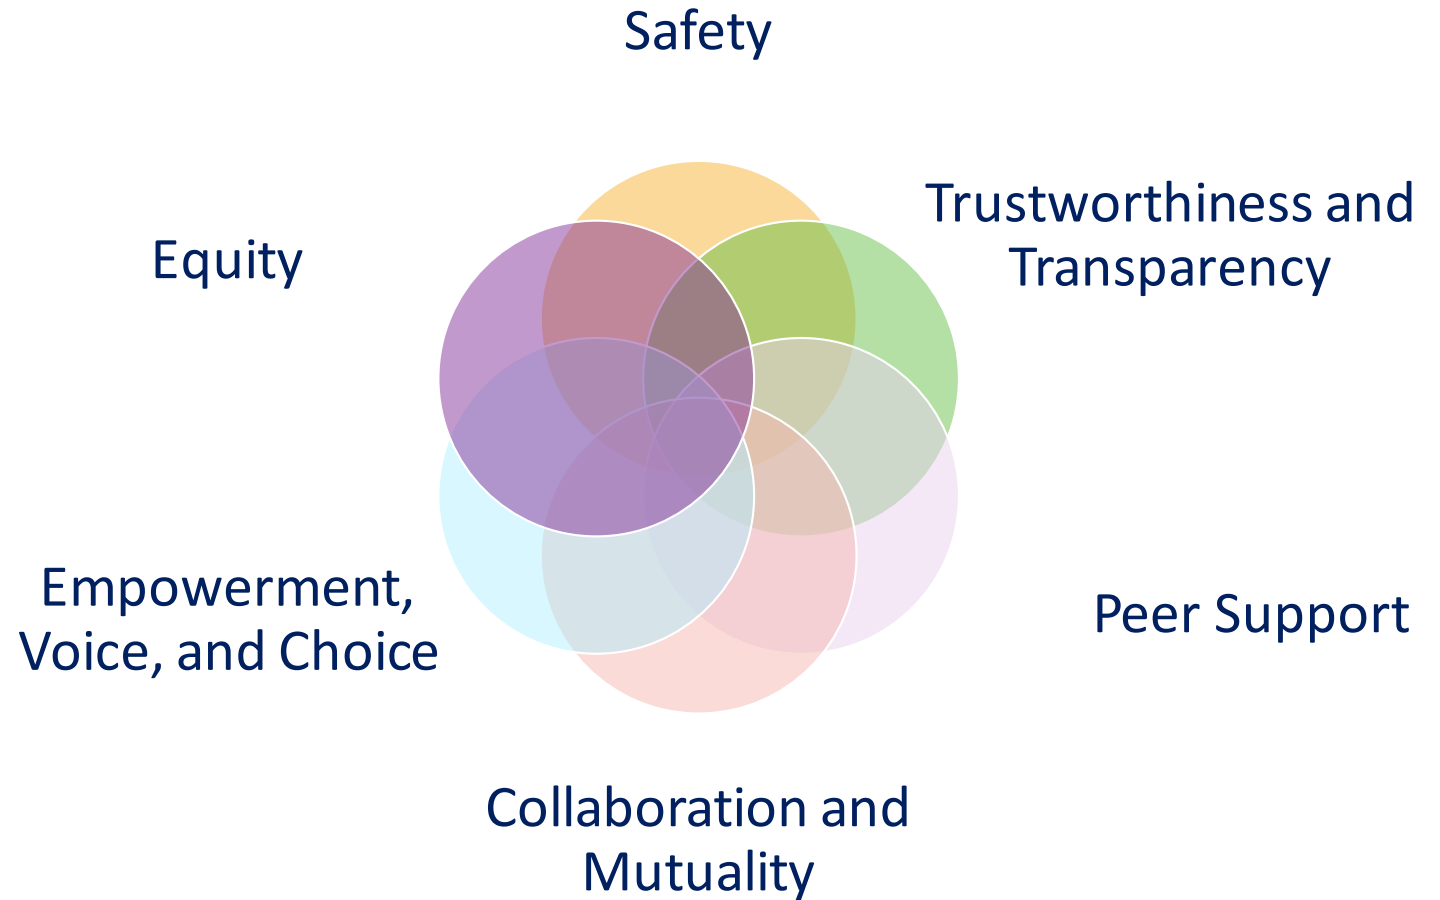 Safety
Trustworthiness and
Transparency
Equity
Empowerment,
Voice, and Choice
Peer Support
Collaboration and
Mutuality